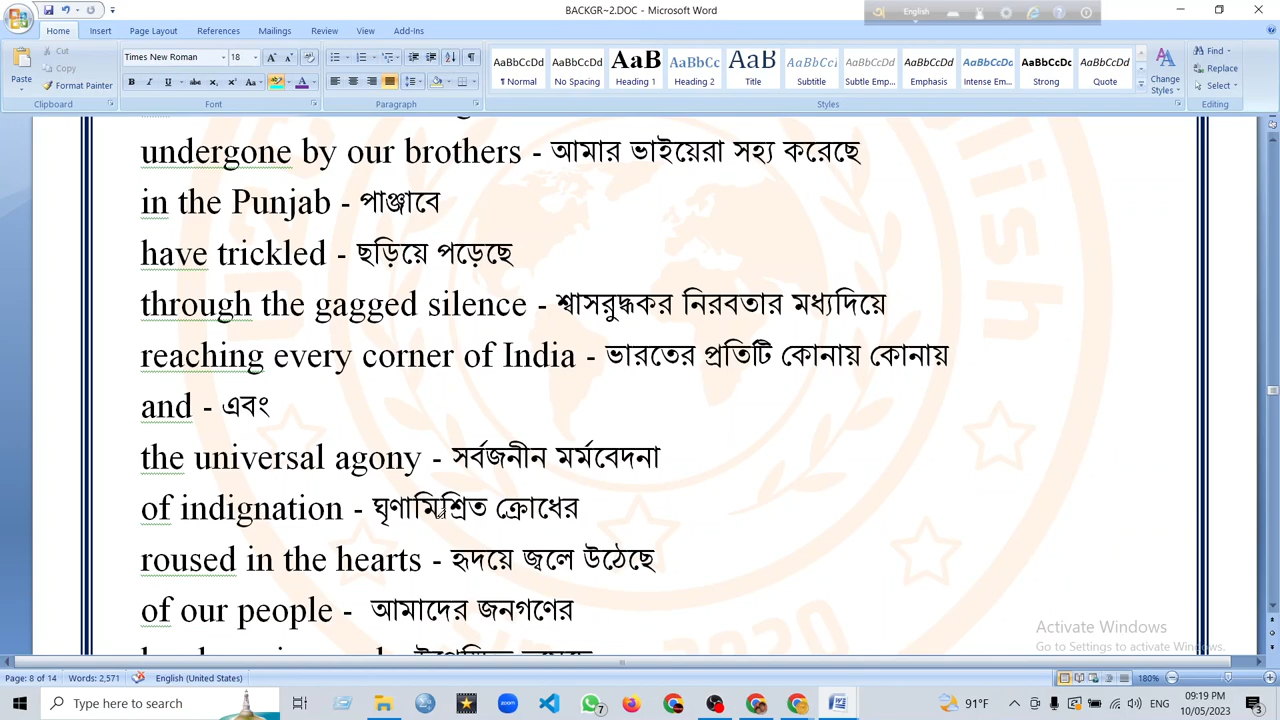 BACKGR~2.DOC - Microsoft Word
English
Home Insert Page Layout References Mailings Review View Add-Ins
Paste
Cut
Copy
Format Painter
Clipboard
Times New Roman 18
Font
Paragraph
AaBbCcDd AaBbCcDd AaB AaBbCc AaB AaBbCcI AaBbCcDd AaBbCcDd AaBbCcDd AaBbCcDc AaBbCcDd
¶ Normal No Spacing Heading 1 Heading 2 Title Subtitle Subtle Emp... Emphasis Intense Em... Strong Quote
Change Styles
Styles
Find
Replace
Select
Editing
undergone by our brothers - আমার ভাইয়েরা সহ্য করেছে
in the Punjab - পাঞ্জাবে
have trickled - ছড়িয়ে পড়েছে
through the gagged silence - শ্বাসরুদ্ধকর নিরবতার মধ্যদিয়ে
reaching every corner of India - ভারতের প্রতিটি কোনায় কোনায়
and - এবং
the universal agony - সর্বজনীন মর্মবেদনা
of indignation - ঘৃণামিশ্রিত ক্রোধের
roused in the hearts - হৃদয়ে জ্বলে উঠেছে
of our people - আমাদের জনগণের
Activate Windows
Go to Settings to activate Windows.
Page: 8 of 14 Words: 2,571 English (United States) 180%
Type here to search
7
91°F ENG
09:19 PM
10/05/2023
3